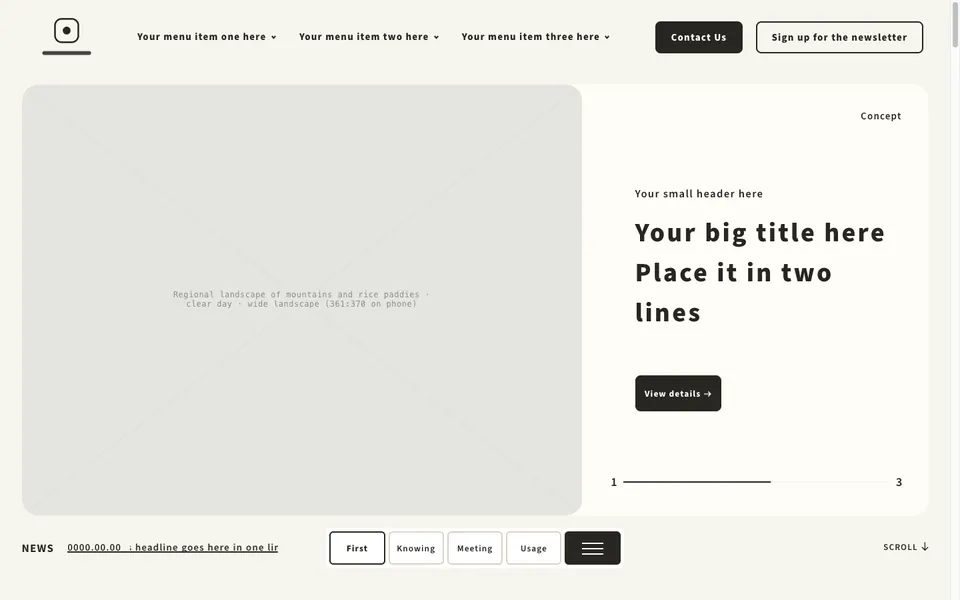 Your menu item one here
Your menu item two here
Your menu item three here
Contact Us
Sign up for the newsletter
Concept
Regional landscape of mountains and rice paddies ·
clear day · wide landscape (361:370 on phone)
Your small header here
Your big title here
Place it in two
lines
View details →
1
3
NEWS
0000.00.00
headline goes here in one
First
Knowing
Meeting
Usage
SCROLL ↓